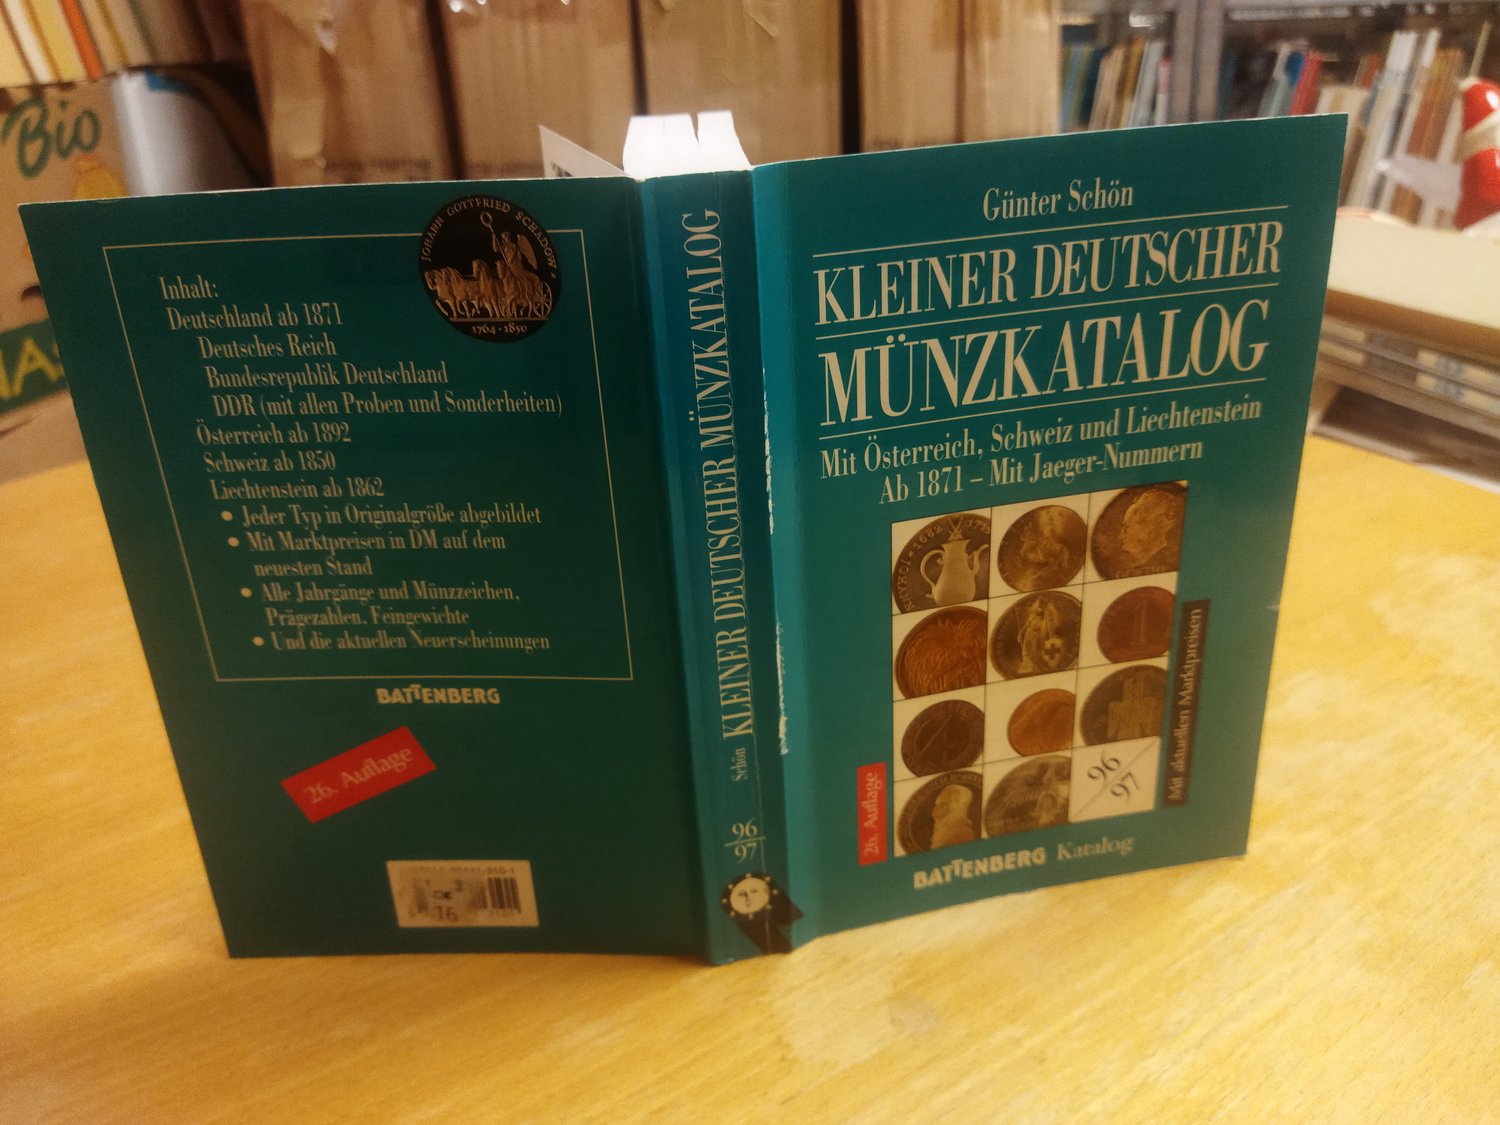 Bio
Inhalt:
Deutschland ab 1871
Deutsches Reich
Bundesrepublik Deutschland
DDR (mit allen Proben und Sonderheiten)
Österreich ab 1892
Schweiz ab 1850
Liechtenstein ab 1862
• Jeder Typ in Originalgröße abgebildet
• Mit Marktpreisen in DM auf dem
neuesten Stand
• Alle Jahrgänge und Münzzeichen,
Prägezahlen, Feingewichte
• Und die aktuellen Neuerscheinungen
JOHANN GOTTFRIED SCHADOW
1764 · 1850
BATTENBERG
26. Auflage
16
Schön KLEINER DEUTSCHER MÜNZKATALOG
96
97
Günter Schön
KLEINER DEUTSCHER
MÜNZKATALOG
Mit Österreich, Schweiz und Liechtenstein
Ab 1871 – Mit Jaeger-Nummern
1682
1
96
97
26. Auflage
Mit aktuellen Marktpreisen
BATTENBERG Katalog